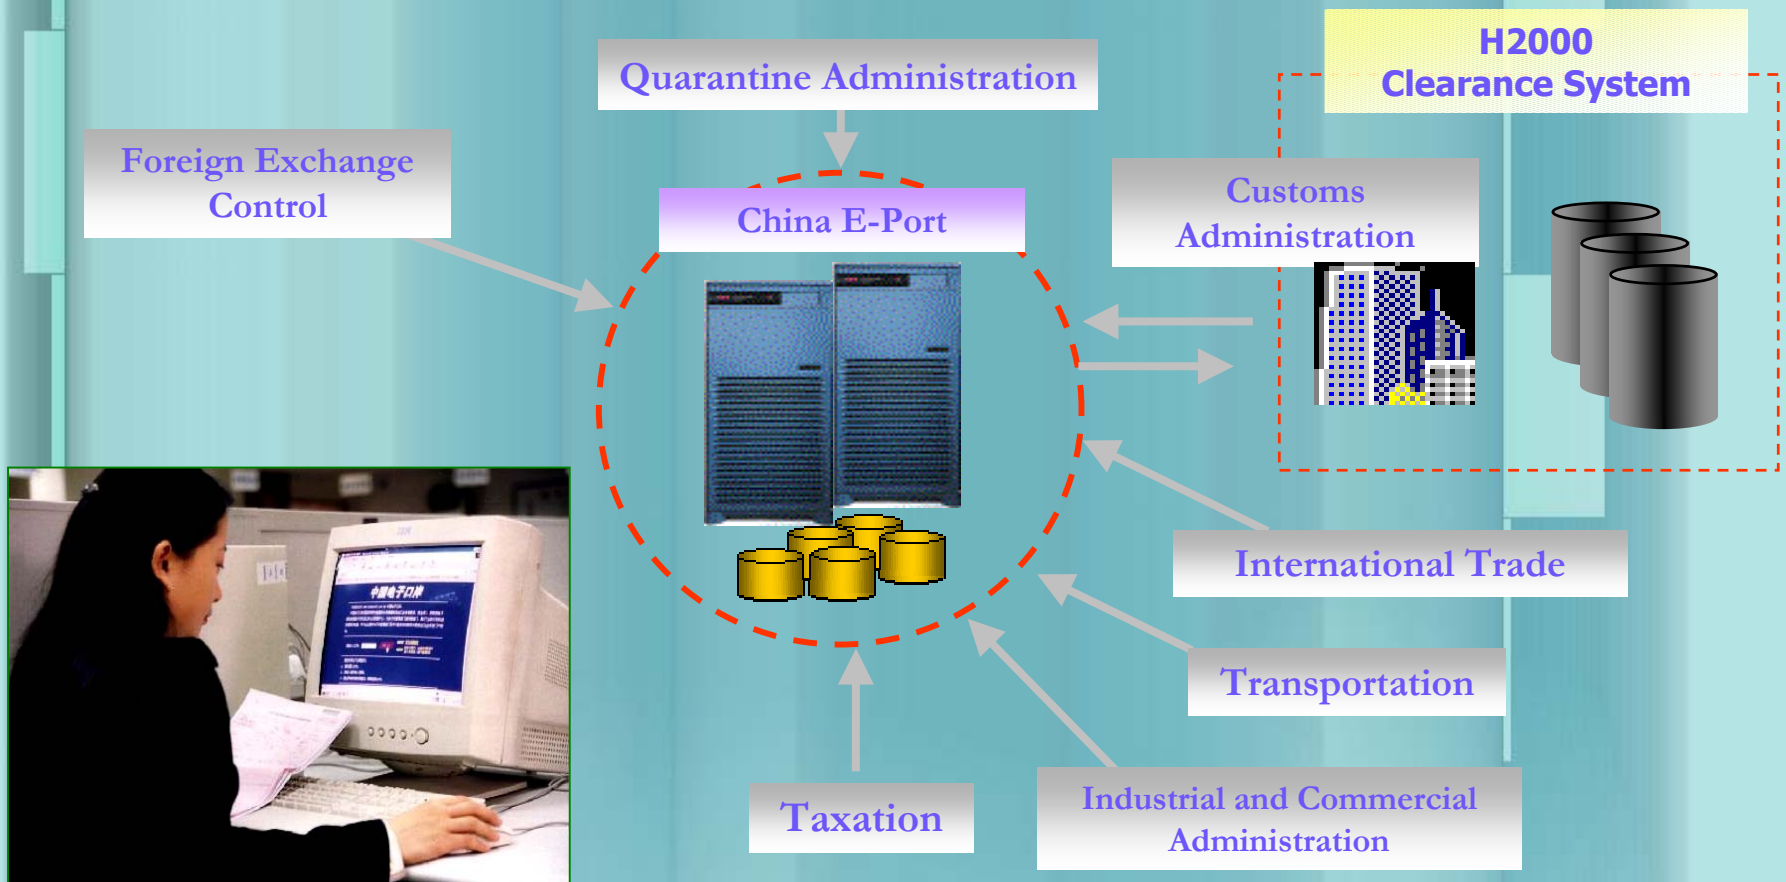 H2000
Clearance System
Quarantine Administration
Foreign Exchange
Control
China E-Port
Customs
Administration
International Trade
Transportation
Taxation
Industrial and Commercial
Administration
IBM
中国电子口岸